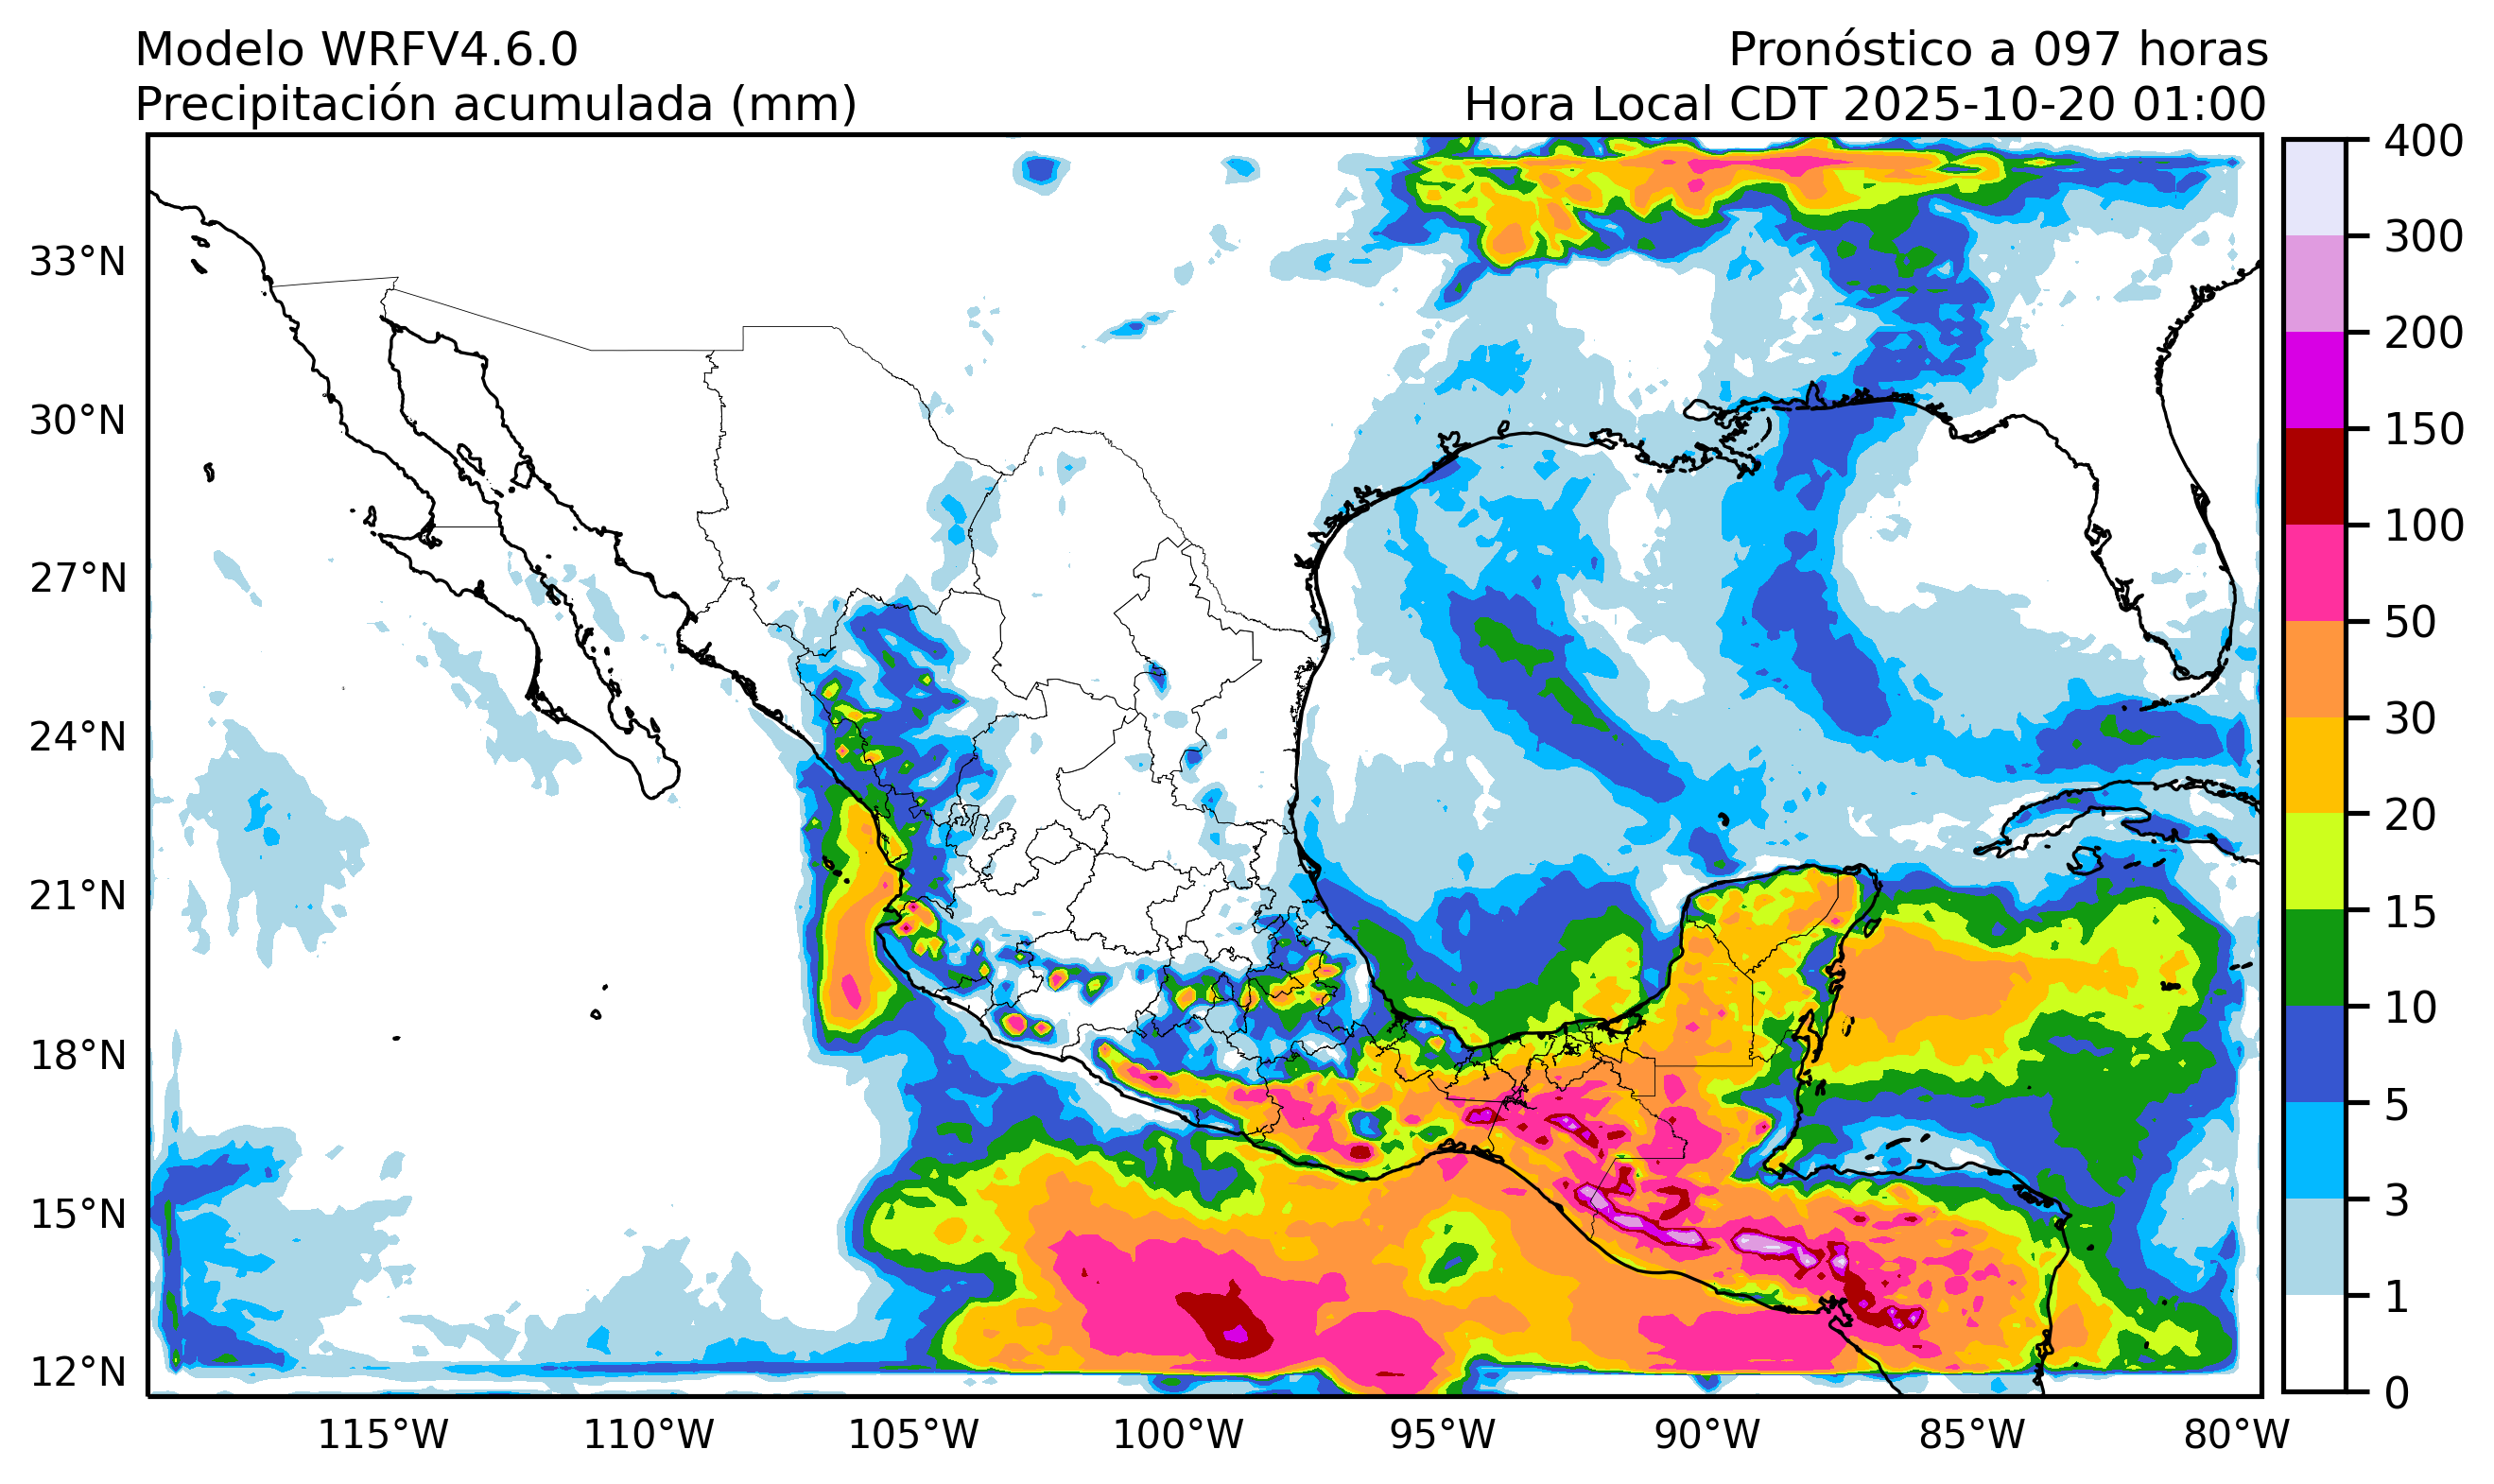 Modelo WRFV4.6.0
Pronóstico a 097 horas
Precipitación acumulada (mm)
Hora Local CDT 2025-10-20 01:00
33°N
30°N
27°N
24°N
21°N
18°N
15°N
12°N
115°W
110°W
105°W
100°W
95°W
90°W
85°W
80°W
400
300
200
150
100
50
30
20
15
10
5
3
1
0